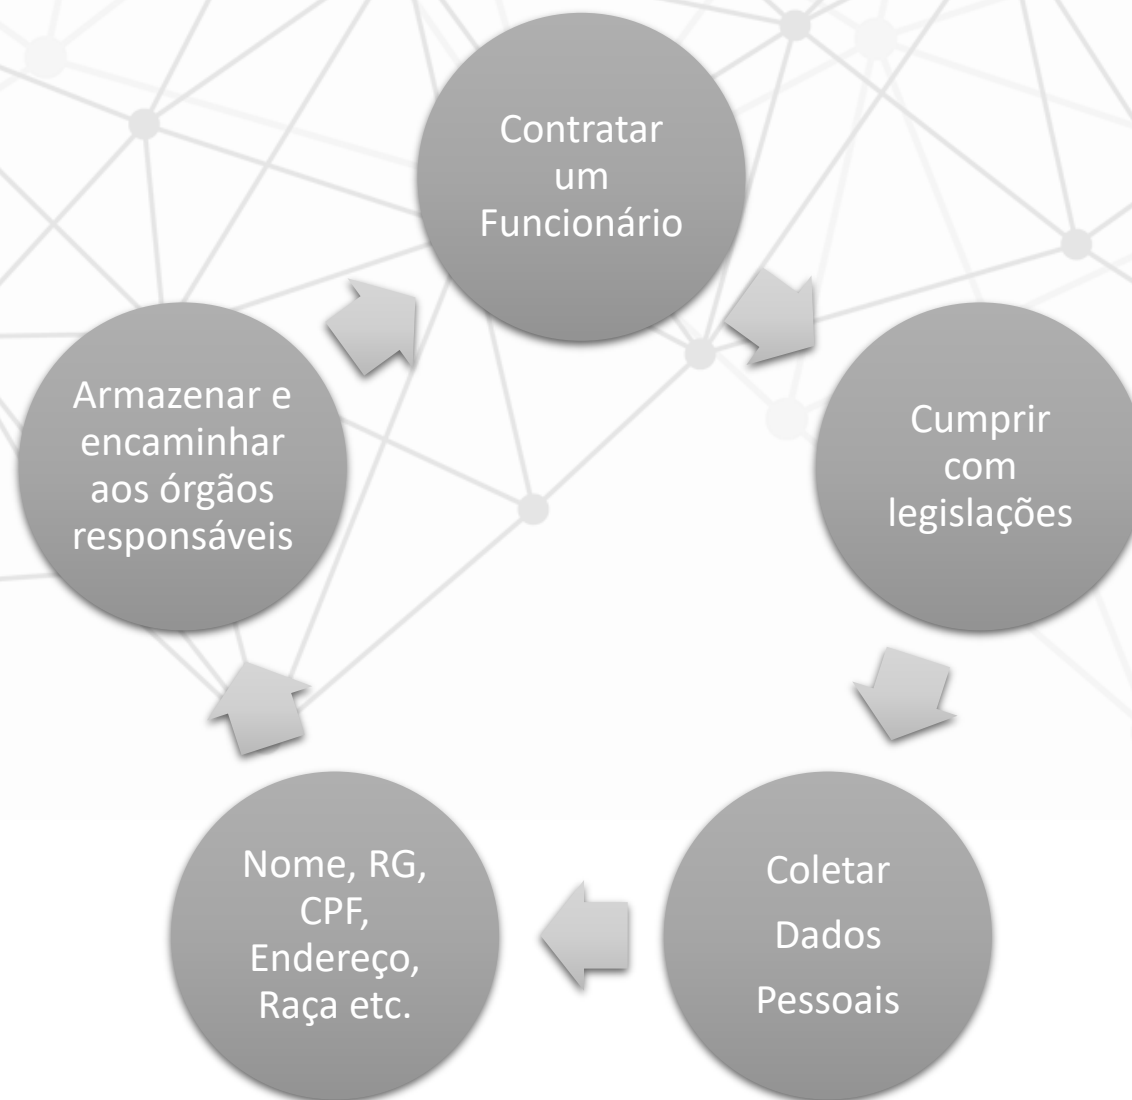 Contratar
um
Funcionário
Cumprir
com
legislações
Coletar
Dados
Pessoais
Nome, RG,
CPF,
Endereço,
Raça etc.
Armazenar e
encaminhar
aos órgãos
responsáveis